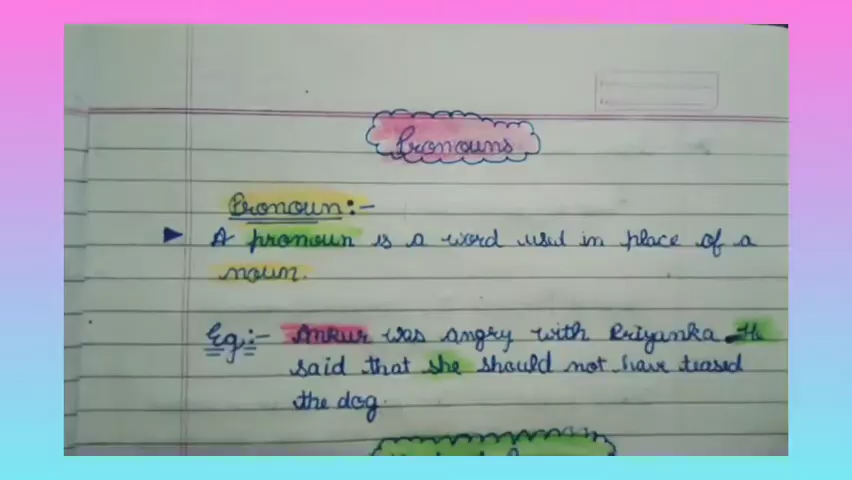 Pronouns
Pronoun:-
A pronoun is a word used in place of a
noun.
Eg:- Ankur was angry with Priyanka. He
said that she should not have teased
the dog.